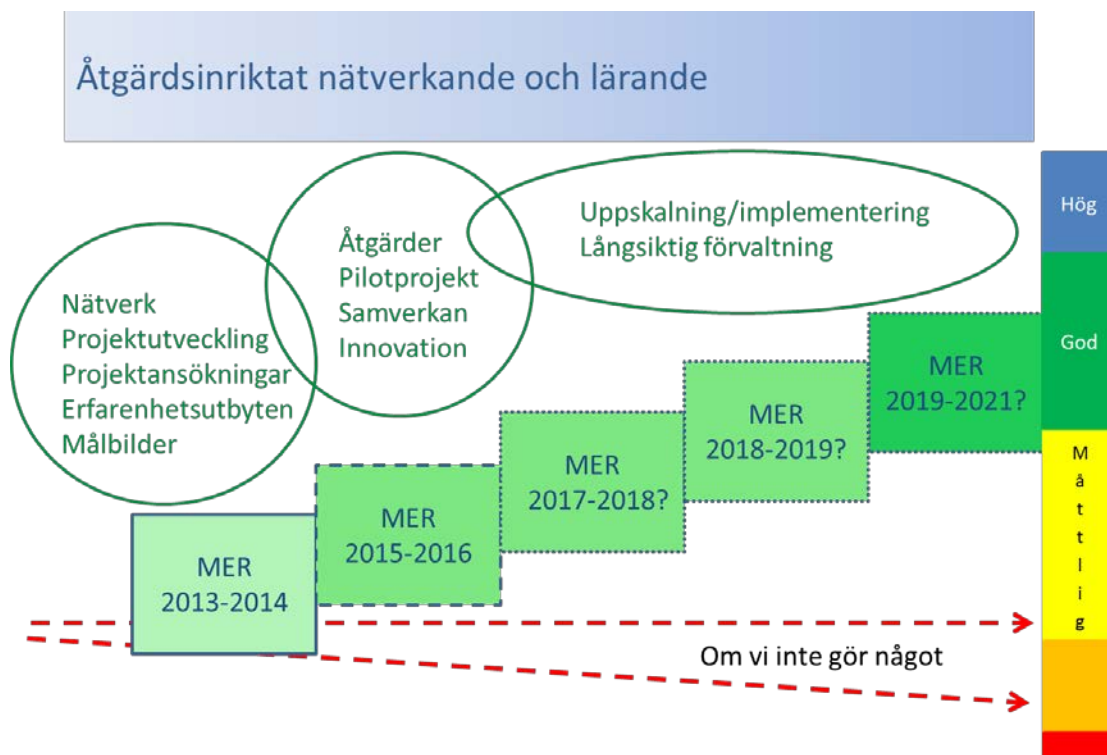 Åtgärdsinriktat nätverkande och lärande
Nätverk
Projektutveckling
Projektansökningar
Erfarenhetsutbyten
Målbilder
Åtgärder
Pilotprojekt
Samverkan
Innovation
Uppskalning/implementering
Långsiktig förvaltning
MER
2013-2014
MER
2015-2016
MER
2017-2018?
MER
2018-2019?
MER
2019-2021?
Om vi inte gör något
Hög
God
Måttlig